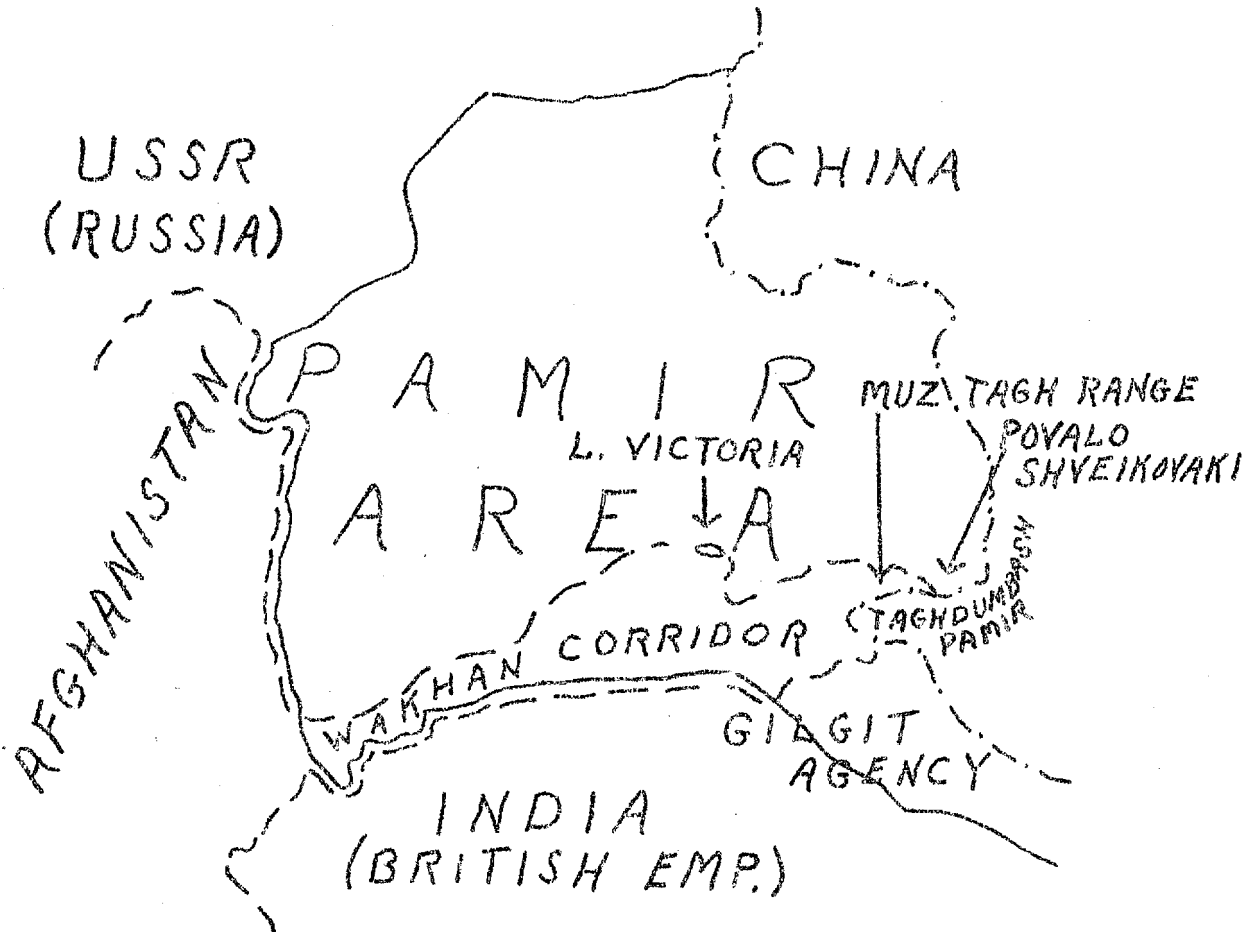 USSR
(RUSSIA)
CHINA
AFGHANISTAN
PAMIR
MUZ TAGH RANGE
POVALO
SHVEIKOVAKI
L. VICTORIA
AREA
TAGHDUMBASH
PAMIR
WAKHAN CORRIDOR
GILGIT
AGENCY
INDIA
(BRITISH EMP.)